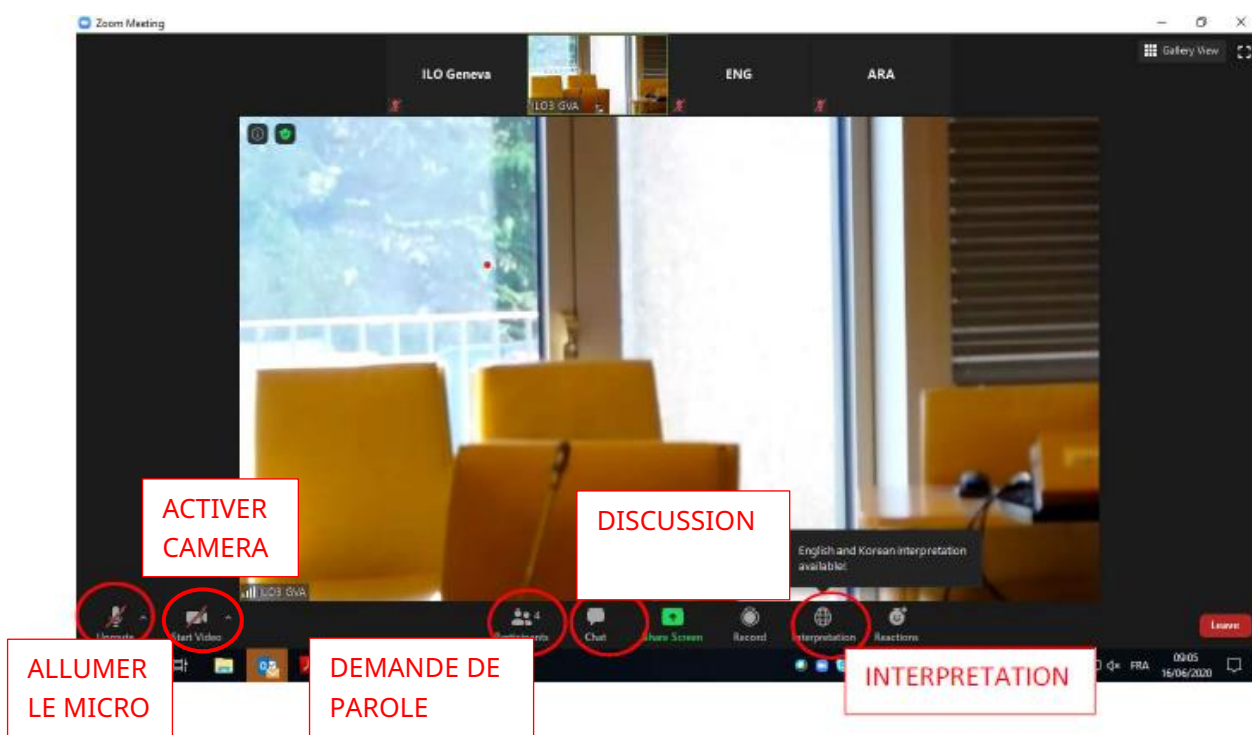 Zoom Meeting
Gallery View
ILO Geneva
ILO3 GVA
ENG
ARA
ACTIVER
CAMERA
DISCUSSION
English and Korean interpretation
available!
ILO3 GVA
4
Unmute
Start Video
Participants
Chat
Share Screen
Record
Interpretation
Reactions
Leave
ALLUMER
LE MICRO
DEMANDE DE
PAROLE
INTERPRETATION
FRA
09:05
16/06/2020